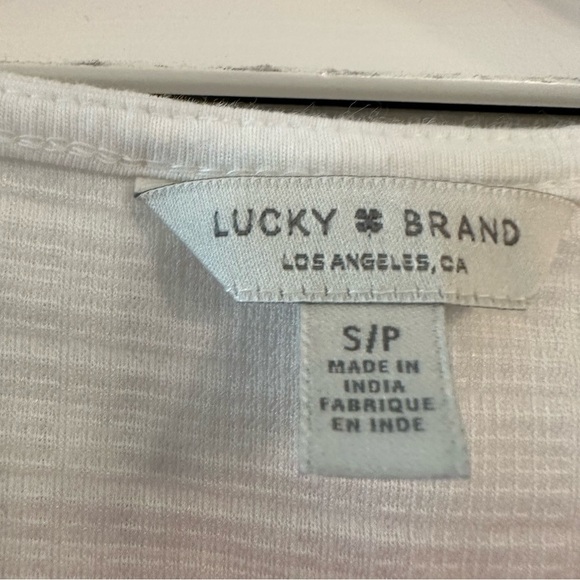 LUCKY BRAND
LOS ANGELES, CA
S/P
MADE IN
INDIA
FABRIQUE
EN INDE